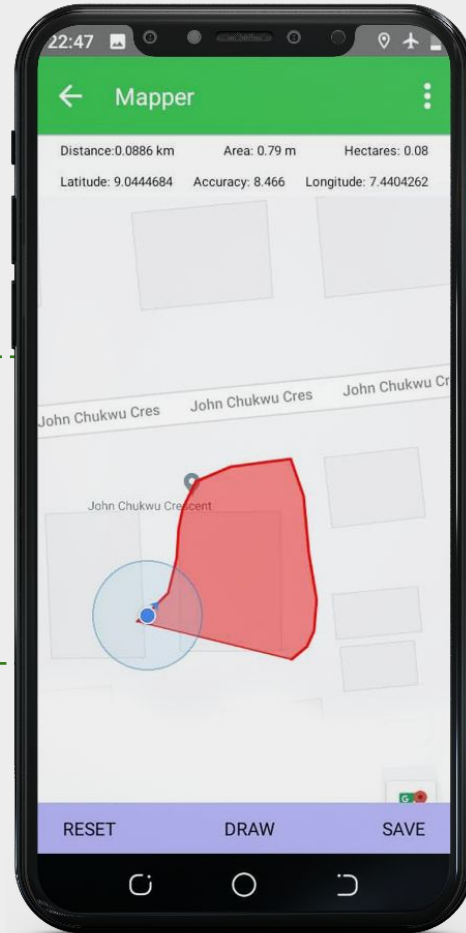 22:47
Mapper
Distance:0.0886 km Area: 0.79 m Hectares: 0.08
Latitude: 9.0444684 Accuracy: 8.466 Longitude: 7.4404262
John Chukwu Cres John Chukwu Cres John Chukwu Cr
John Chukwu Crescent
G
RESET DRAW SAVE